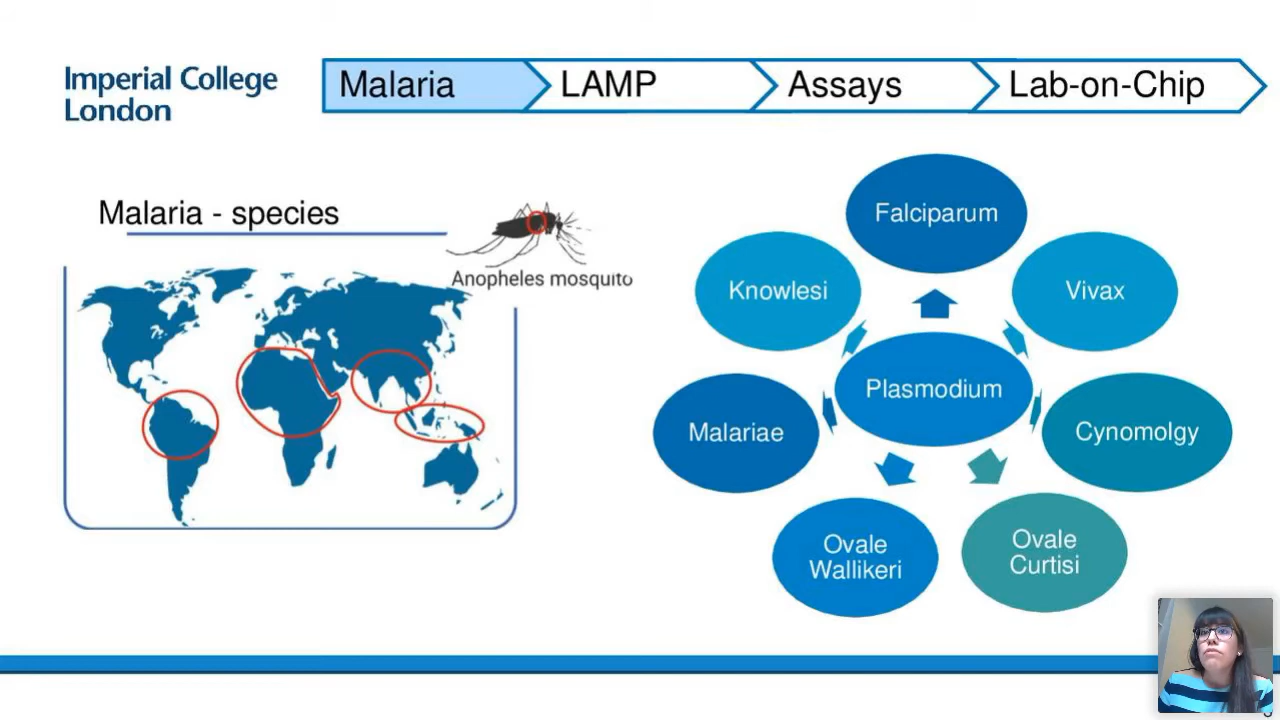 Imperial College
London
Malaria
LAMP
Assays
Lab-on-Chip
Malaria - species
Anopheles mosquito
Falciparum
Knowlesi
Vivax
Plasmodium
Malariae
Cynomolgy
Ovale
Wallikeri
Ovale
Curtisi